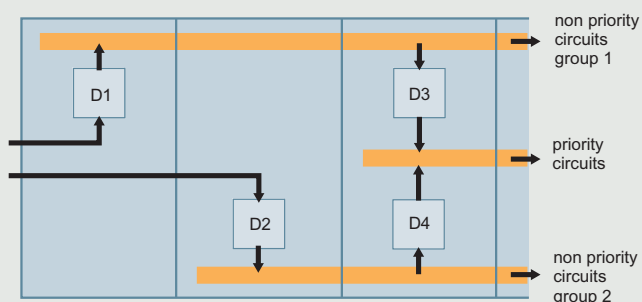 non priority
circuits
group 1
D1
D3
priority
circuits
D2
D4
non priority
circuits
group 2